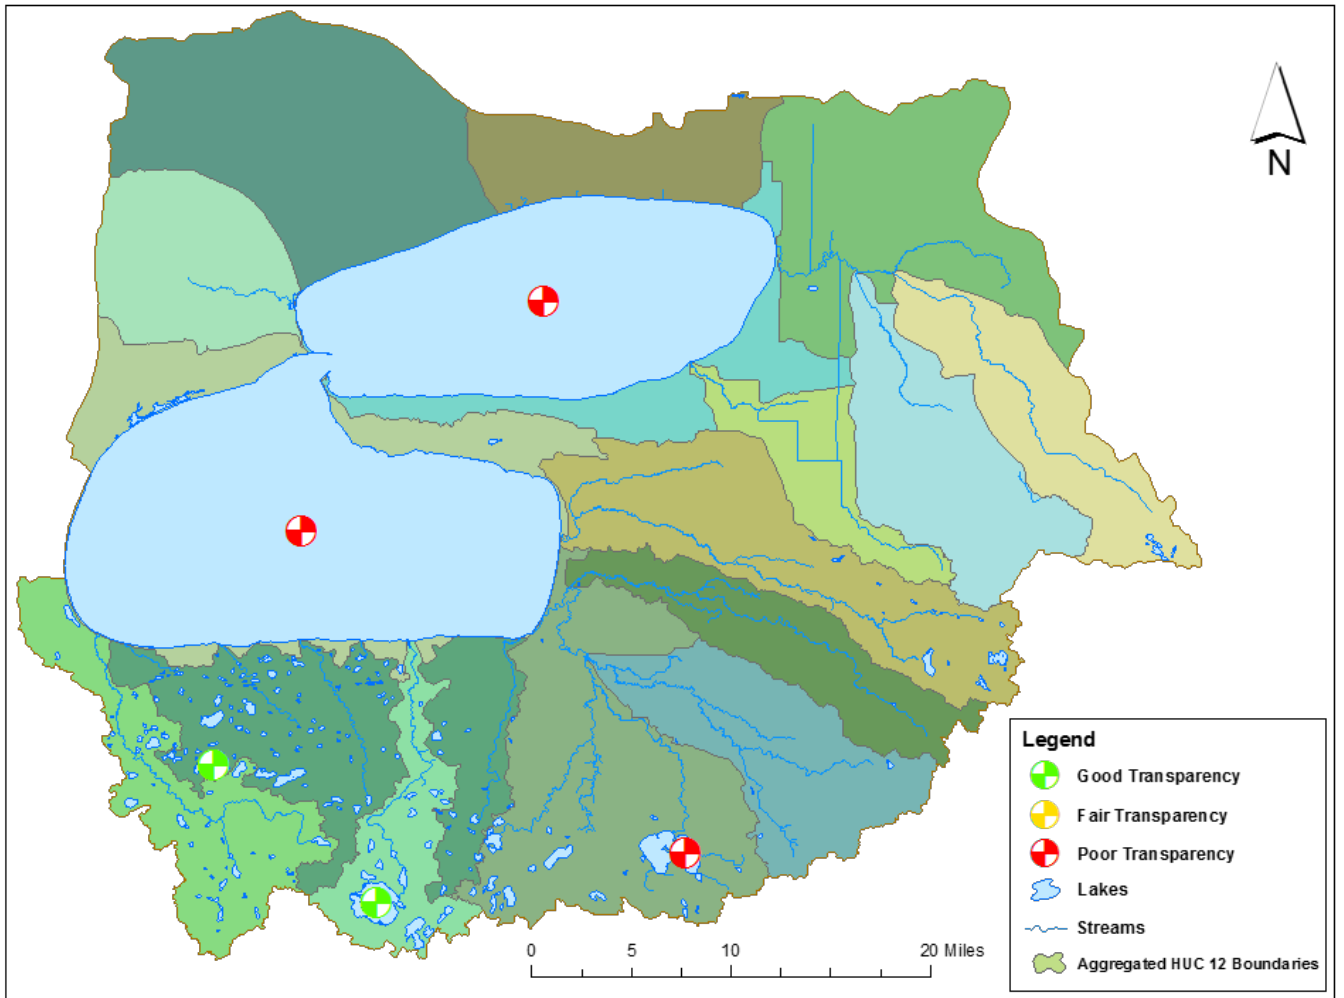 N
Legend
Good Transparency
Fair Transparency
Poor Transparency
Lakes
Streams
Aggregated HUC 12 Boundaries
0 5 10 20 Miles